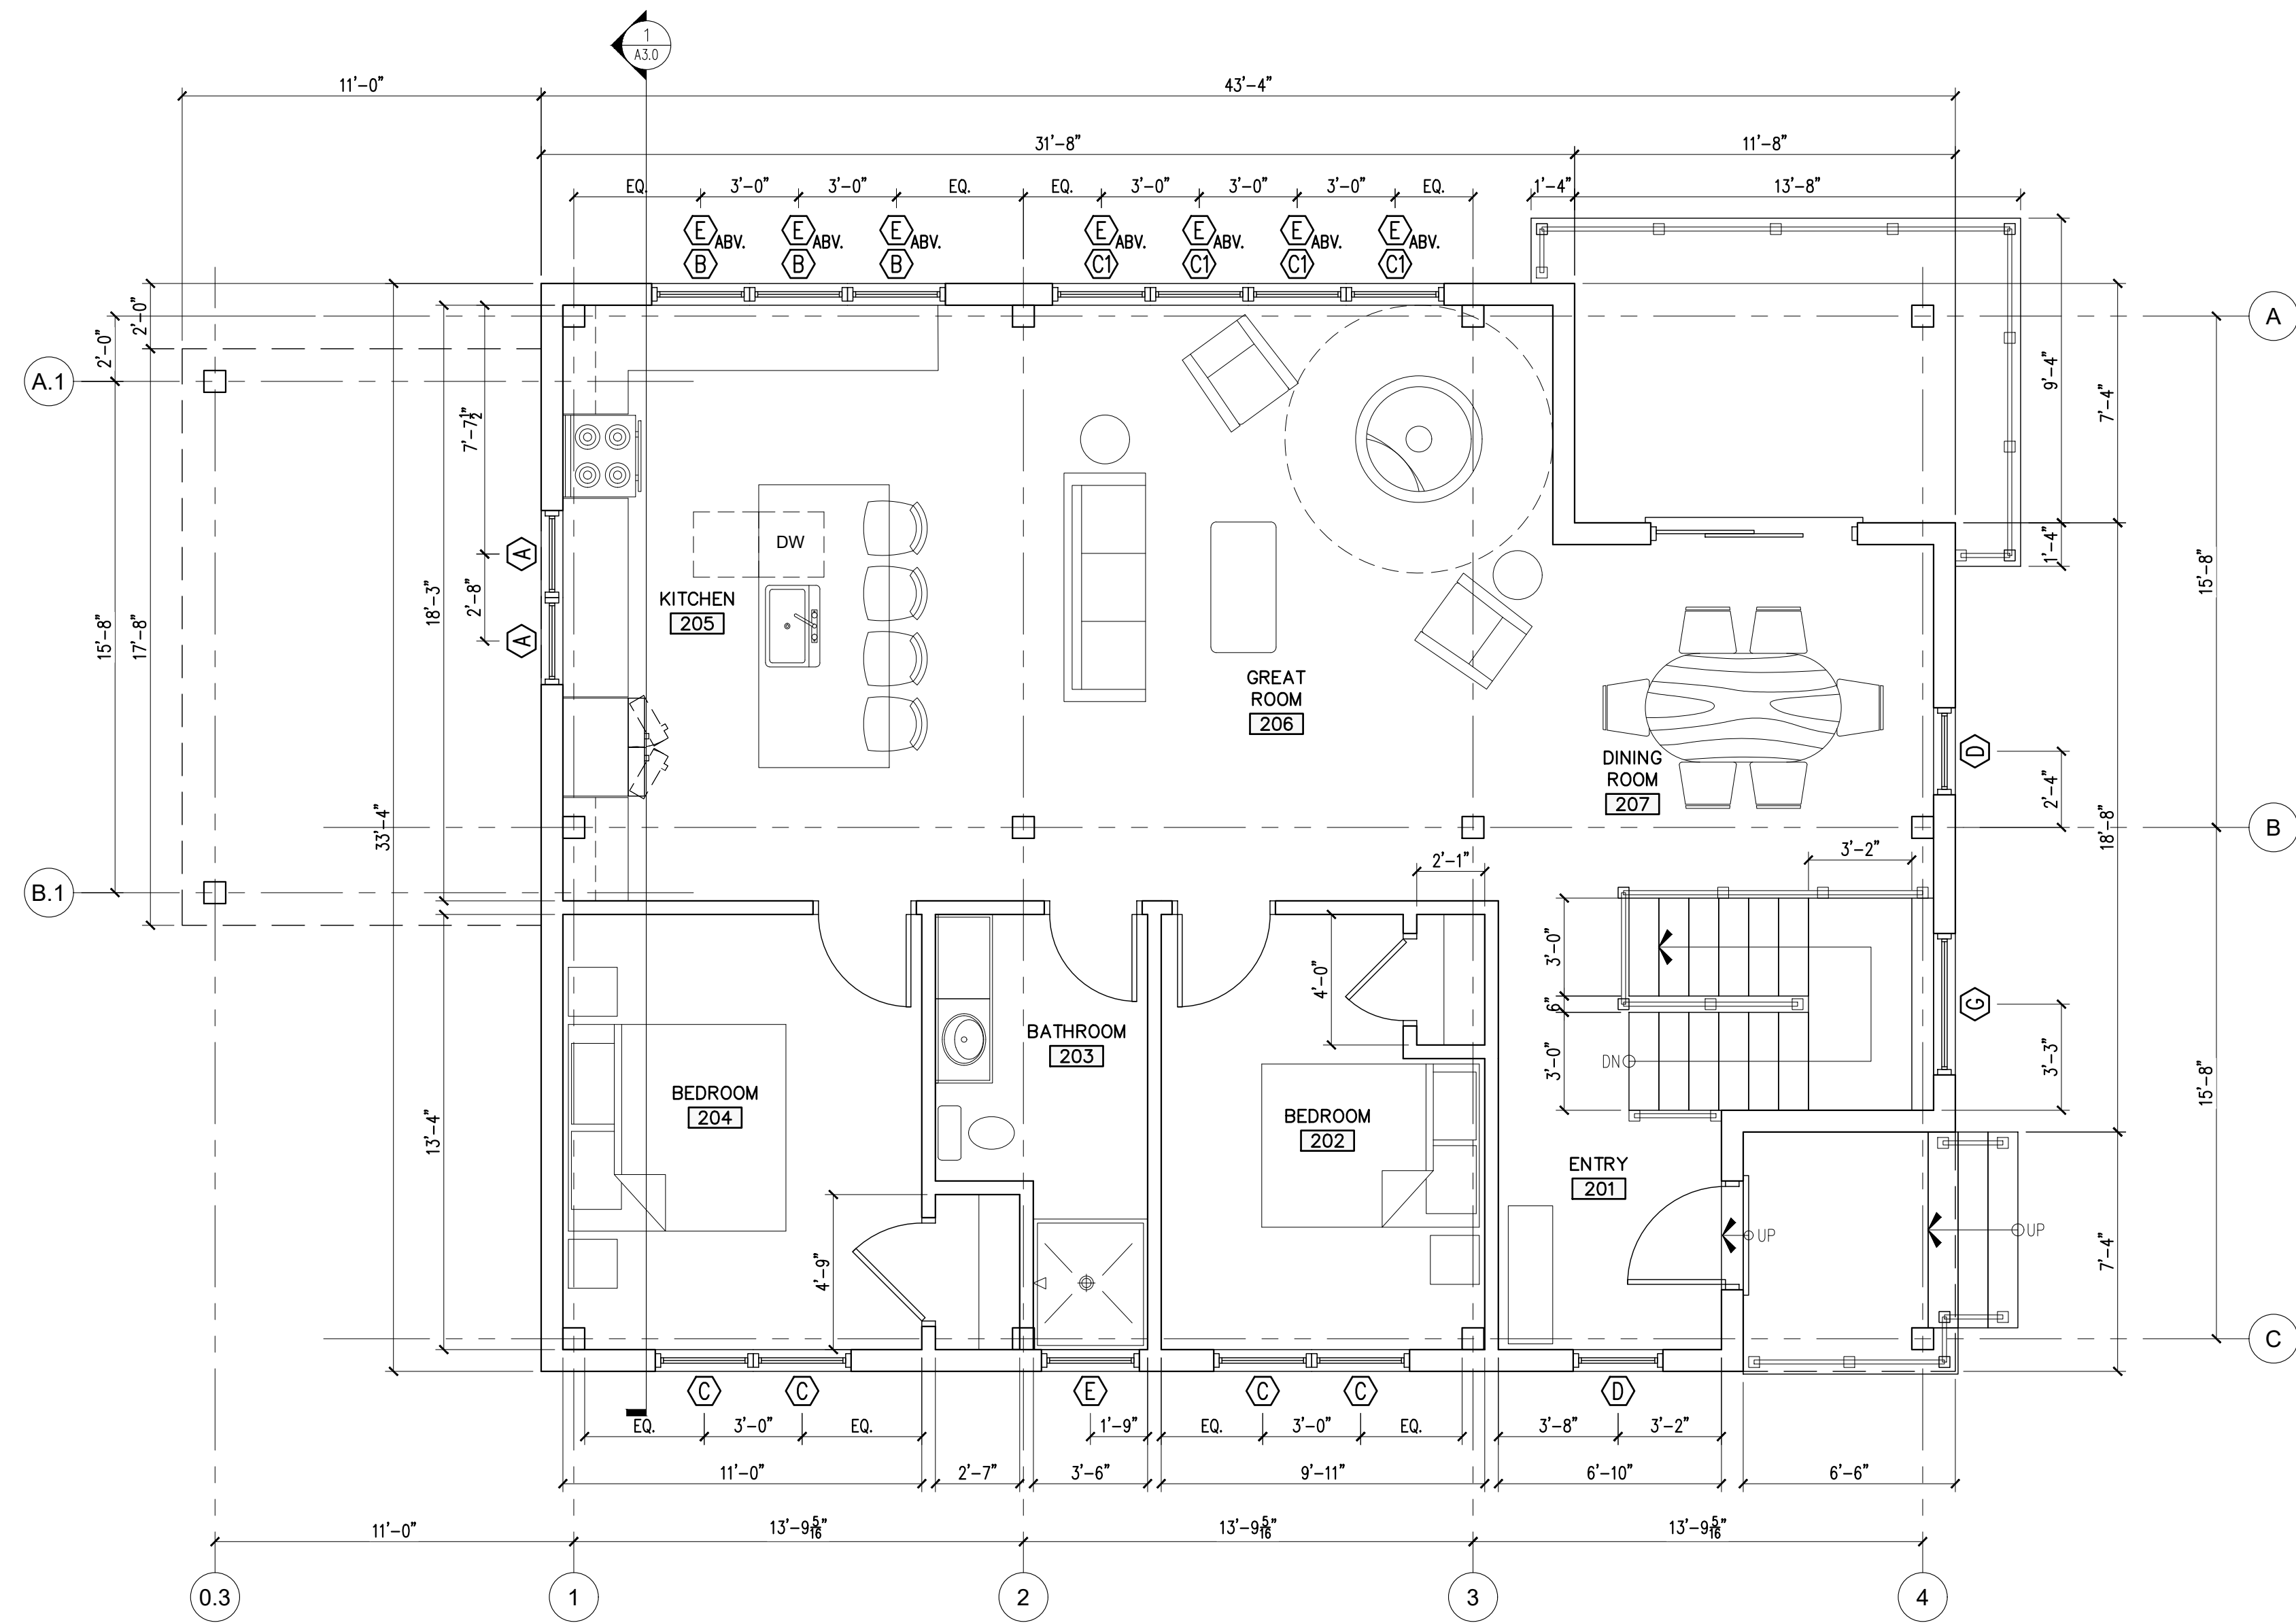 1
A3.0
11'-0"
43'-4"
31'-8"
11'-8"
EQ.
3'-0"
3'-0"
EQ.
EQ.
3'-0"
3'-0"
3'-0"
EQ.
1'-4"
13'-8"
E ABV.
E ABV.
E ABV.
E ABV.
E ABV.
E ABV.
E ABV.
B
B
B
C1
C1
C1
C1
A
A.1
2'-0"
2'-0"
9'-4"
7'-4"
7'-7 1/2"
DW
A
1'-4"
15'-8"
2'-8"
18'-3"
KITCHEN
205
A
15'-8"
17'-8"
GREAT
ROOM
206
D
DINING
ROOM
207
2'-4"
33'-4"
B
18'-8"
2'-1"
3'-2"
B.1
3'-0"
4'-0"
6"
G
BATHROOM
203
DN
3'-0"
3'-3"
BEDROOM
204
BEDROOM
202
15'-8"
13'-4"
ENTRY
201
UP
UP
7'-4"
4'-9"
C
C
C
E
C
C
D
EQ.
3'-0"
EQ.
1'-9"
EQ.
3'-0"
EQ.
3'-8"
3'-2"
11'-0"
2'-7"
3'-6"
9'-11"
6'-10"
6'-6"
11'-0"
13'-9 5/16"
13'-9 5/16"
13'-9 5/16"
0.3
1
2
3
4